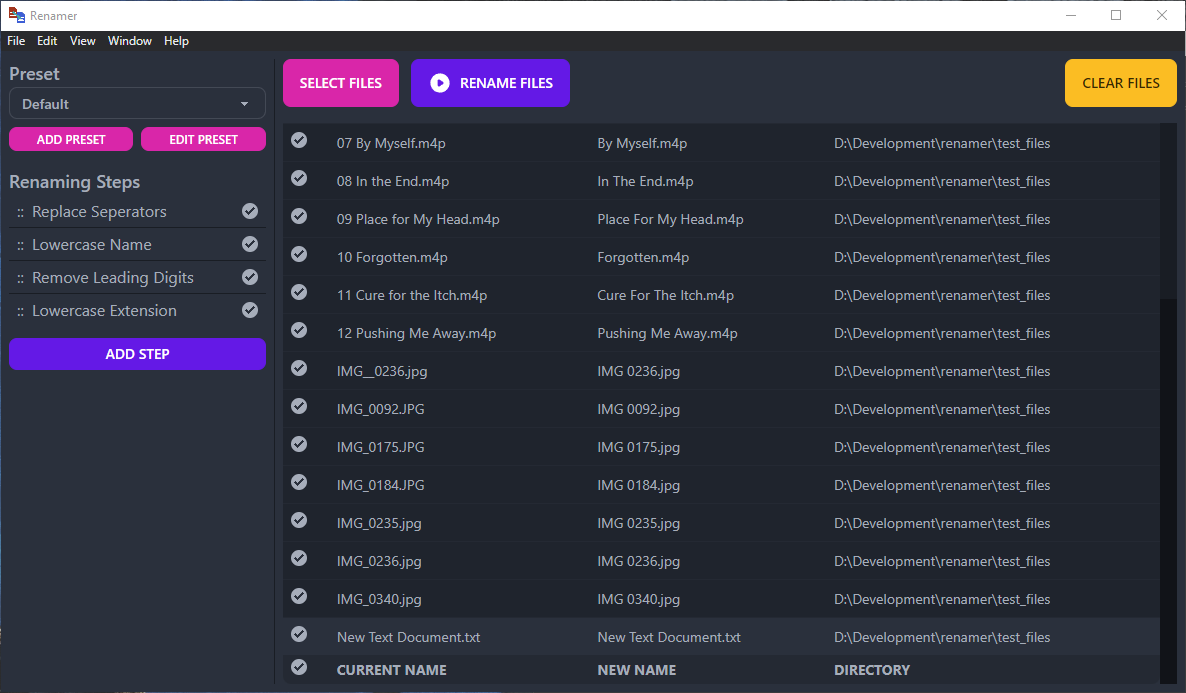 Renamer
File Edit View Window Help
Preset
Default
ADD PRESET EDIT PRESET
Renaming Steps
:: Replace Seperators
:: Lowercase Name
:: Remove Leading Digits
:: Lowercase Extension
ADD STEP
SELECT FILES RENAME FILES CLEAR FILES
07 By Myself.m4p By Myself.m4p D:\Development\renamer\test_files
08 In the End.m4p In The End.m4p D:\Development\renamer\test_files
09 Place for My Head.m4p Place For My Head.m4p D:\Development\renamer\test_files
10 Forgotten.m4p Forgotten.m4p D:\Development\renamer\test_files
11 Cure for the Itch.m4p Cure For The Itch.m4p D:\Development\renamer\test_files
12 Pushing Me Away.m4p Pushing Me Away.m4p D:\Development\renamer\test_files
IMG__0236.jpg IMG 0236.jpg D:\Development\renamer\test_files
IMG_0092.JPG IMG 0092.jpg D:\Development\renamer\test_files
IMG_0175.JPG IMG 0175.jpg D:\Development\renamer\test_files
IMG_0184.JPG IMG 0184.jpg D:\Development\renamer\test_files
IMG_0235.jpg IMG 0235.jpg D:\Development\renamer\test_files
IMG_0236.jpg IMG 0236.jpg D:\Development\renamer\test_files
IMG_0340.jpg IMG 0340.jpg D:\Development\renamer\test_files
New Text Document.txt New Text Document.txt D:\Development\renamer\test_files
CURRENT NAME NEW NAME DIRECTORY